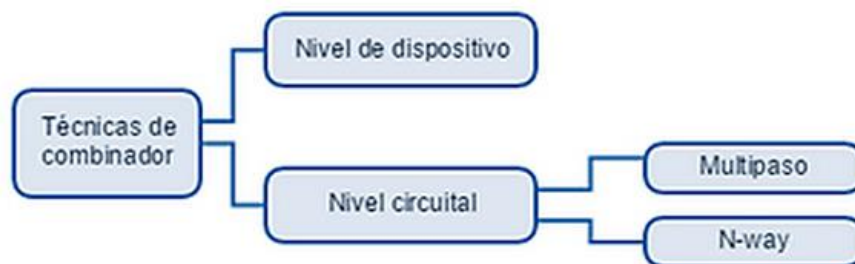 Técnicas de
combinador
Nivel de dispositivo
Nivel circuital
Multipaso
N-way